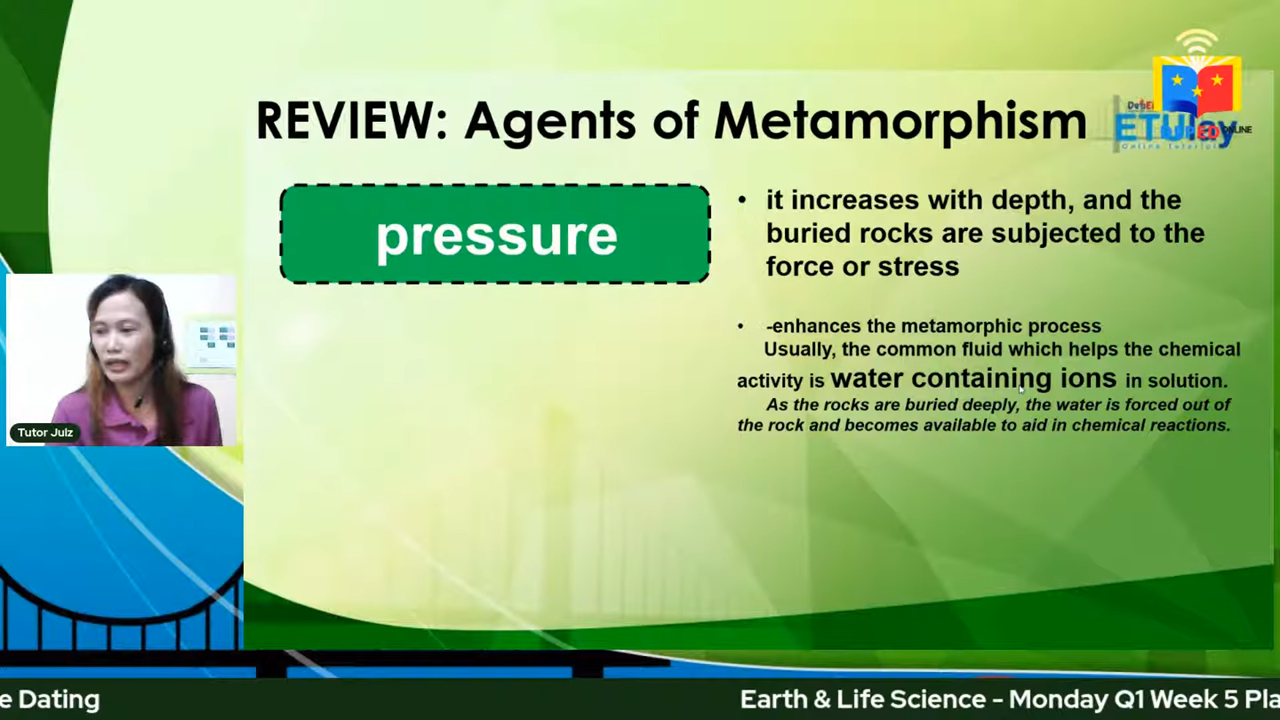 REVIEW: Agents of Metamorphism
ETUlay
ONLINE
Online Tutorial
pressure
• it increases with depth, and the
buried rocks are subjected to the
force or stress
• -enhances the metamorphic process
Usually, the common fluid which helps the chemical
activity is water containing ions in solution.
As the rocks are buried deeply, the water is forced out of
the rock and becomes available to aid in chemical reactions.
Tutor Julz
e Dating
Earth & Life Science - Monday Q1 Week 5 Pla